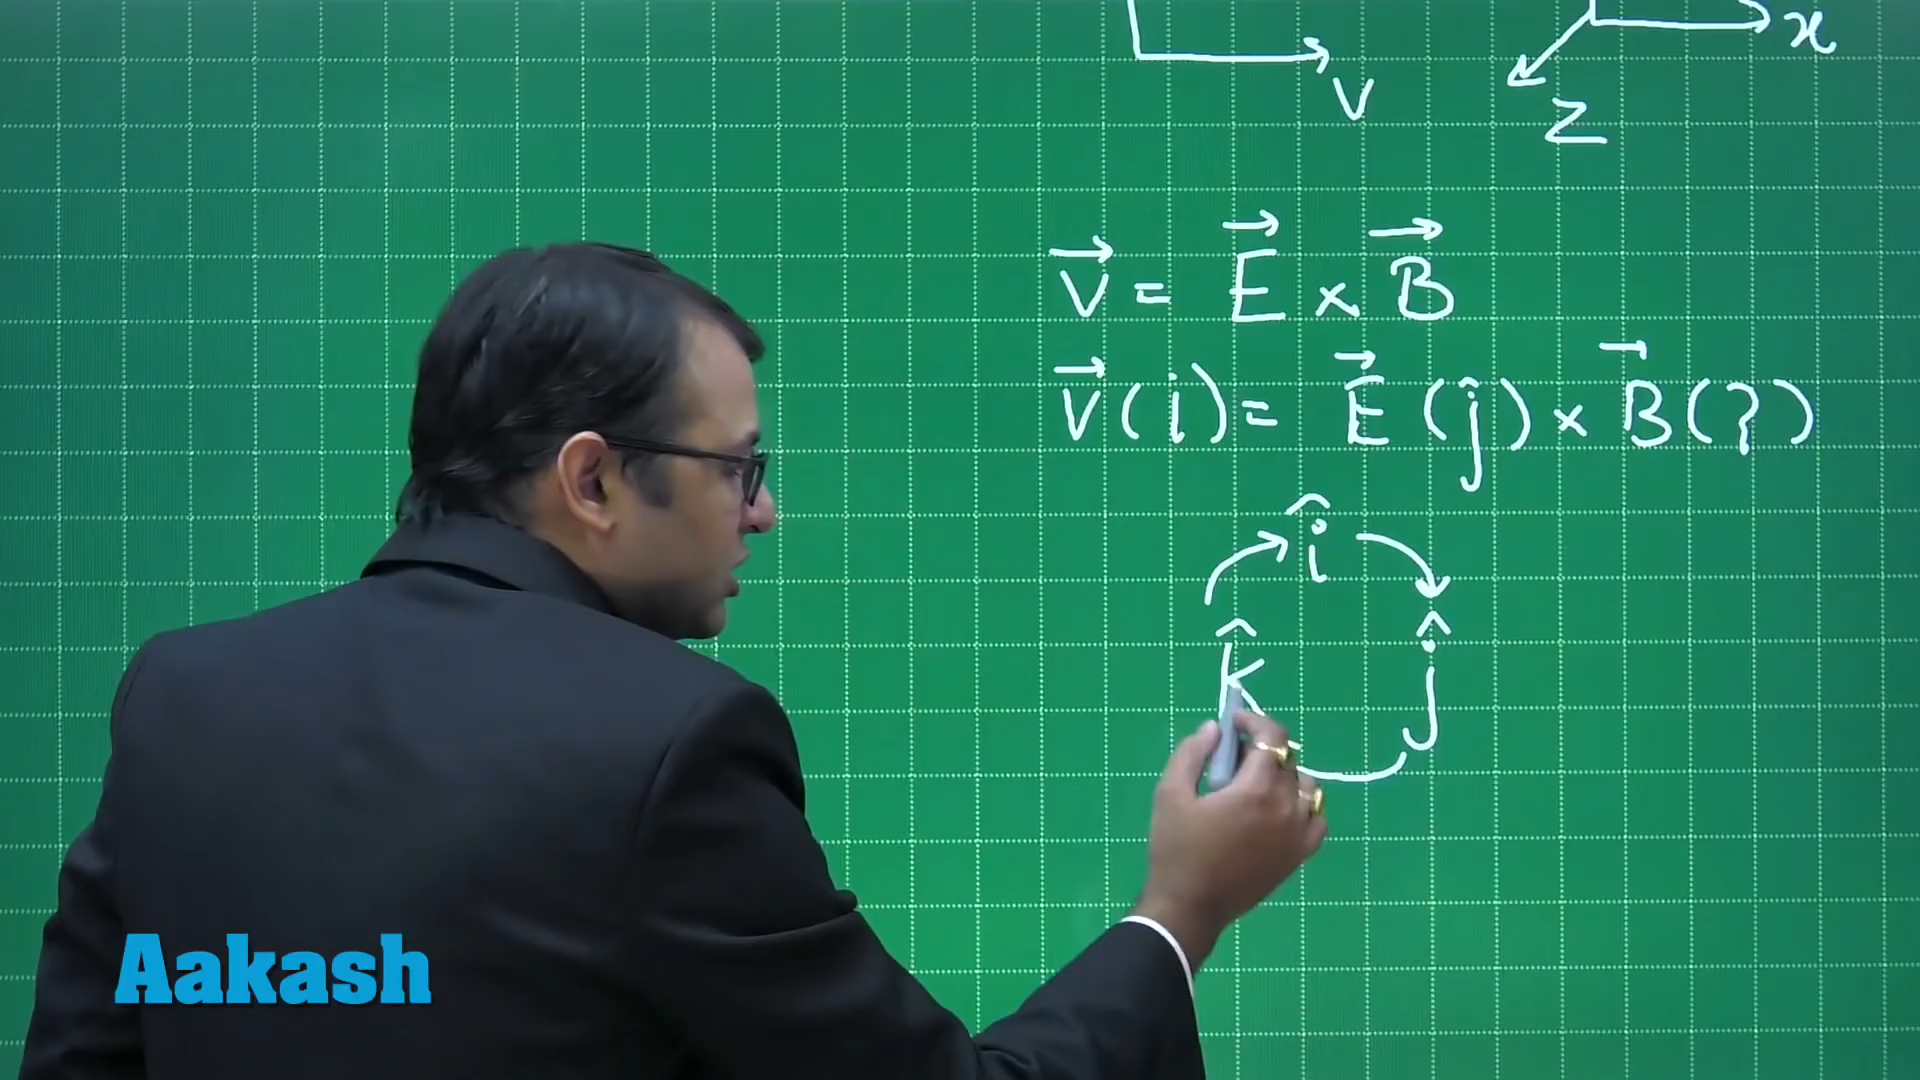 x
V
Z
→V = →E × →B
→V (i) = →E (j) × →B (?)
î
k̂ ĵ
Aakash